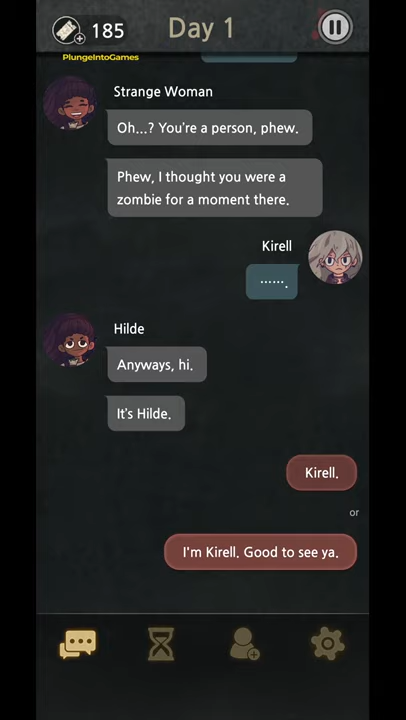 185
Day 1
PlungeIntoGames
Strange Woman
Oh...? You're a person, phew.
Phew, I thought you were a
zombie for a moment there.
Kirell
.......
Hilde
Anyways, hi.
It's Hilde.
Kirell.
or
I'm Kirell. Good to see ya.